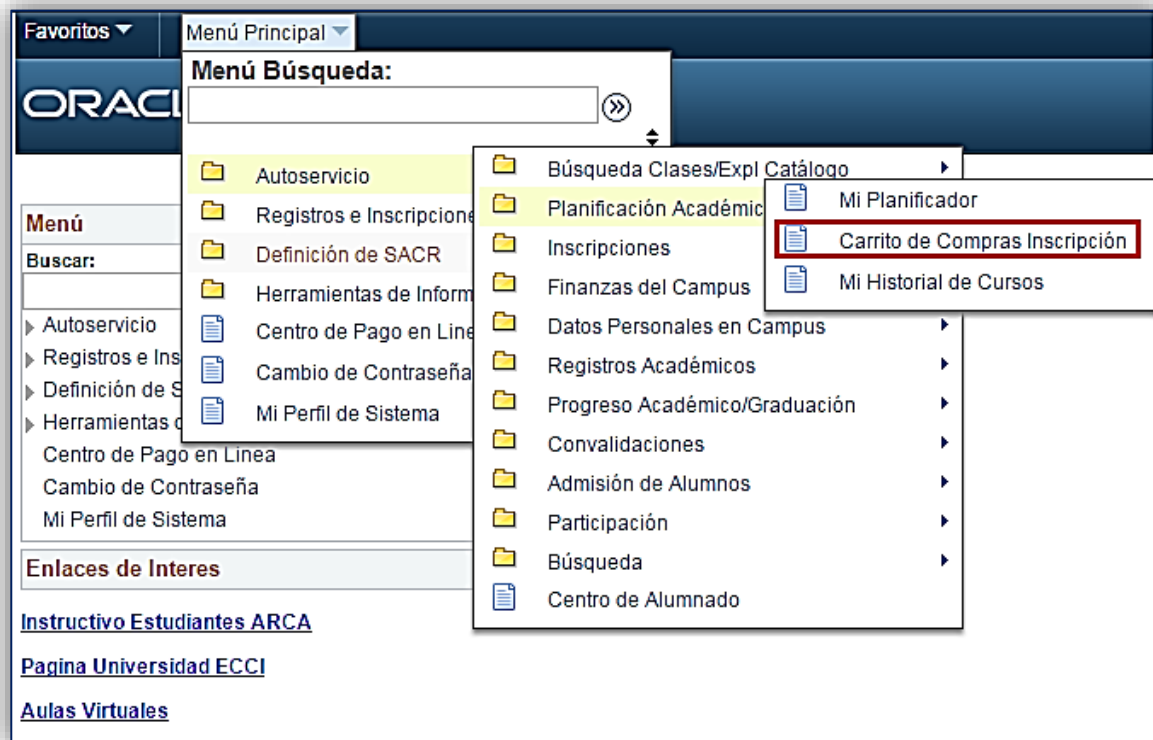 Favoritos
Menú Principal
ORACL
Menú Búsqueda:
Autoservicio
Registros e Inscripcione
Definición de SACR
Herramientas de Inform
Centro de Pago en Líne
Cambio de Contraseña
Mi Perfil de Sistema
Búsqueda Clases/Expl Catálogo
Planificación Académic
Inscripciones
Finanzas del Campus
Datos Personales en Campus
Registros Académicos
Progreso Académico/Graduación
Convalidaciones
Admisión de Alumnos
Participación
Búsqueda
Centro de Alumnado
Mi Planificador
Carrito de Compras Inscripción
Mi Historial de Cursos
Menú
Buscar:
Autoservicio
Registros e Ins
Definición de S
Herramientas d
Centro de Pago en Linea
Cambio de Contraseña
Mi Perfil de Sistema
Enlaces de Interes
Instructivo Estudiantes ARCA
Pagina Universidad ECCI
Aulas Virtuales